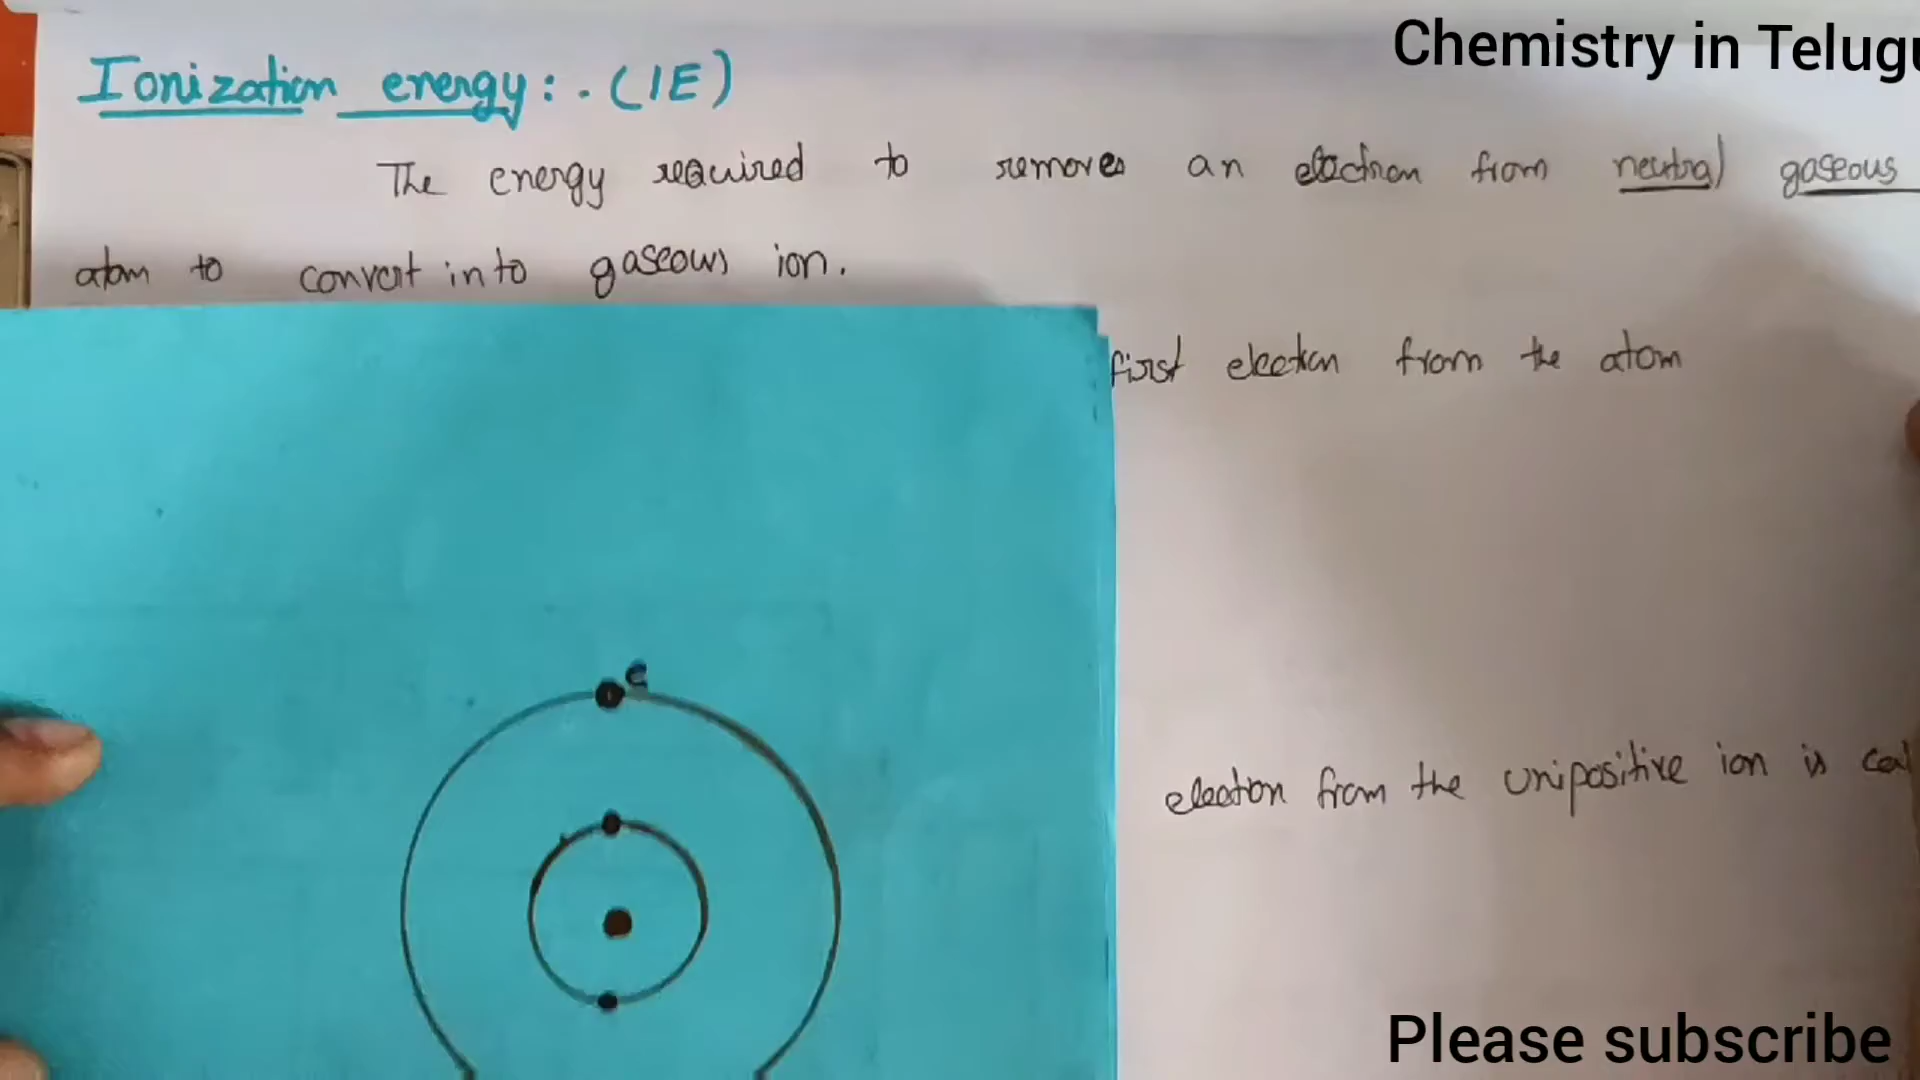 Chemistry in Telugu
Ionization energy:. (IE)
The energy required to removes an electron from neutral gaseous
atom to convert into gaseous ion.
first electron from the atom
e
electron from the unipositive ion is cal
Please subscribe